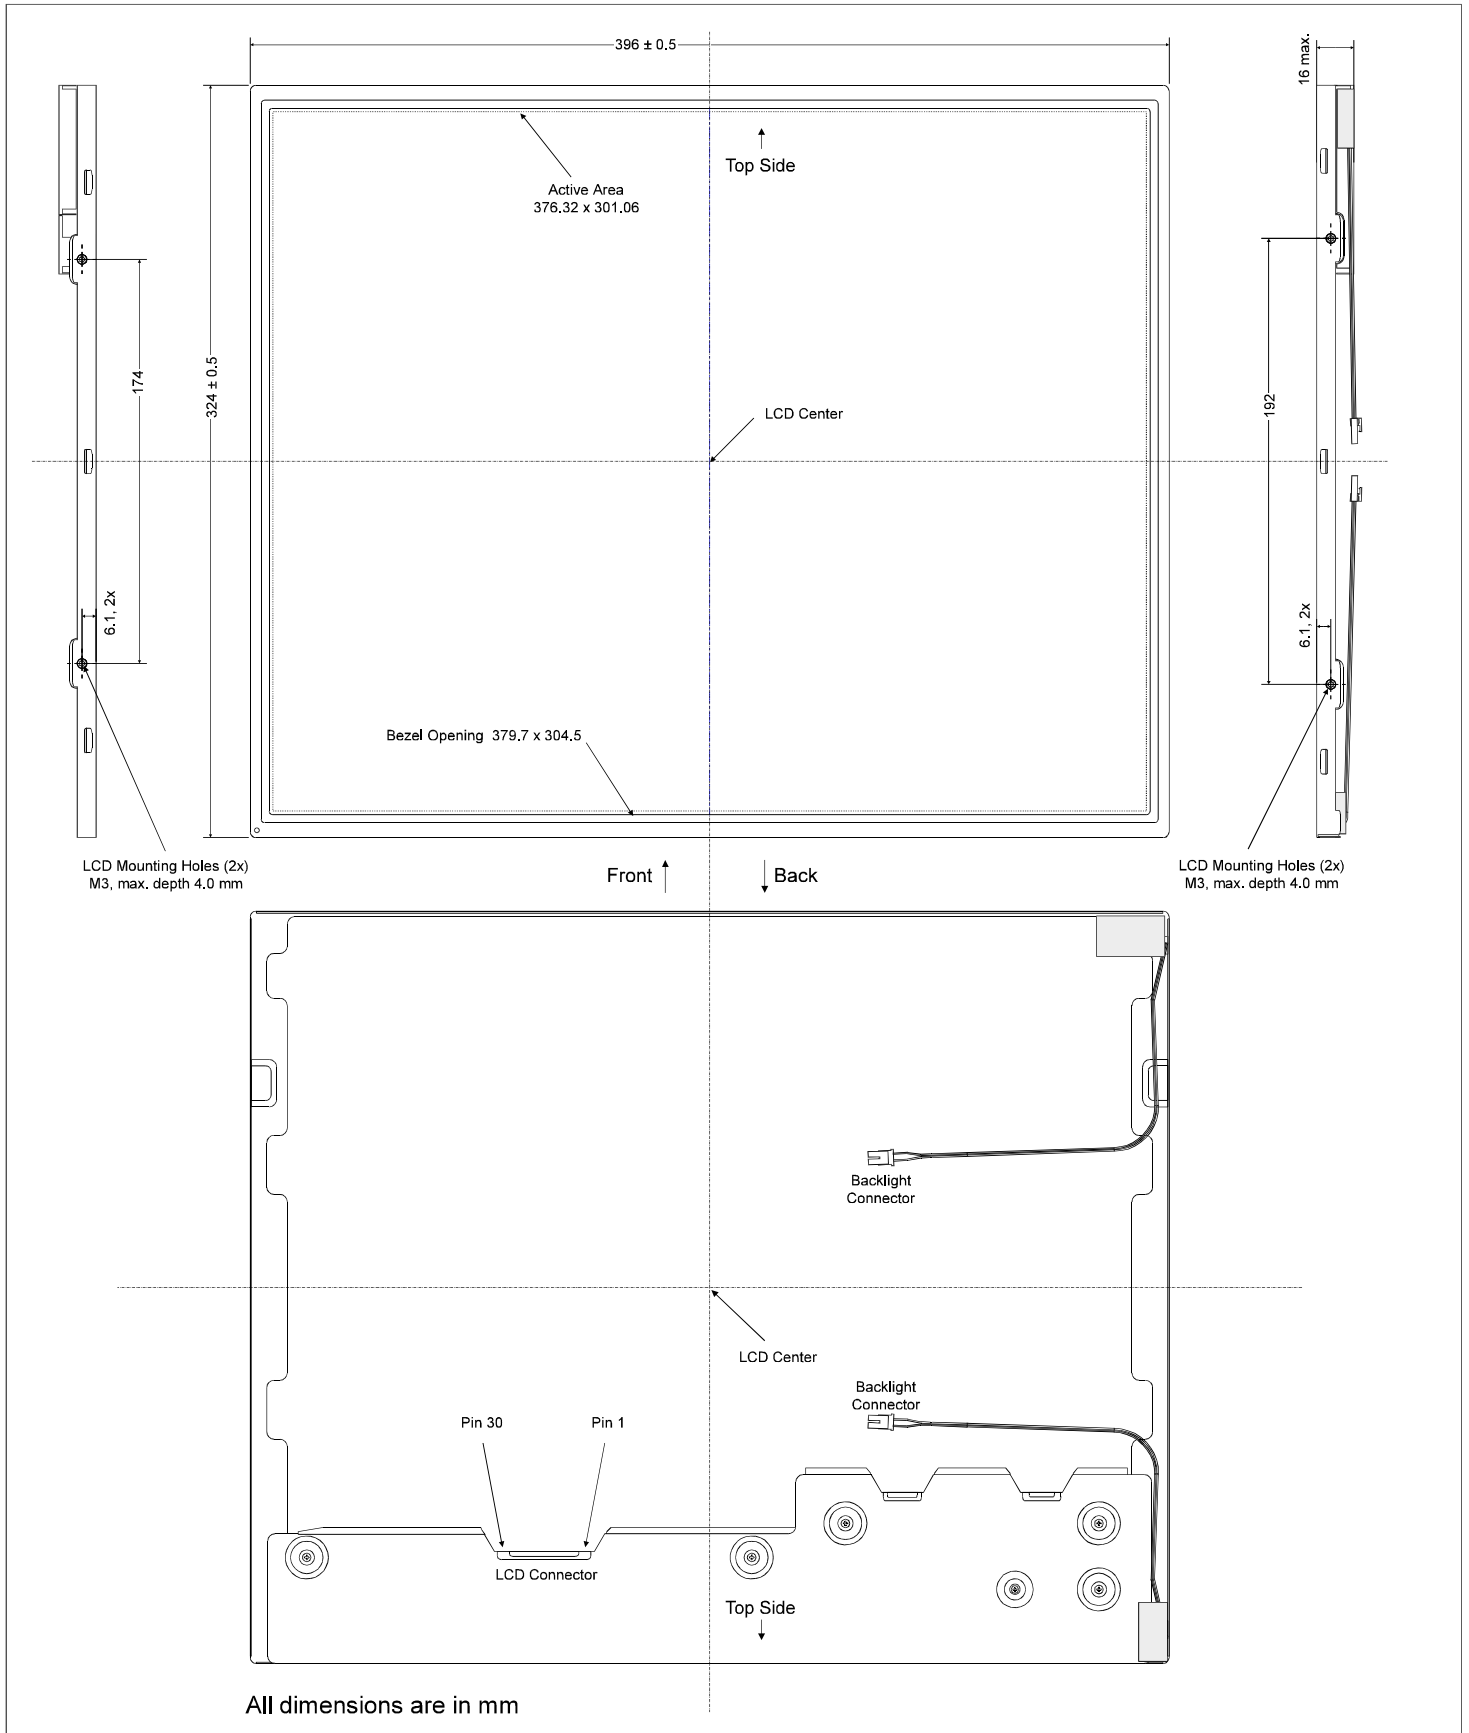 396 ± 0.5
16 max.
Top Side
Active Area
376.32 x 301.06
174
324 ± 0.5
192
LCD Center
6.1, 2x
6.1, 2x
Bezel Opening 379.7 x 304.5
LCD Mounting Holes (2x)
M3, max. depth 4.0 mm
Front
Back
LCD Mounting Holes (2x)
M3, max. depth 4.0 mm
Backlight
Connector
LCD Center
Backlight
Connector
Pin 30
Pin 1
LCD Connector
Top Side
All dimensions are in mm